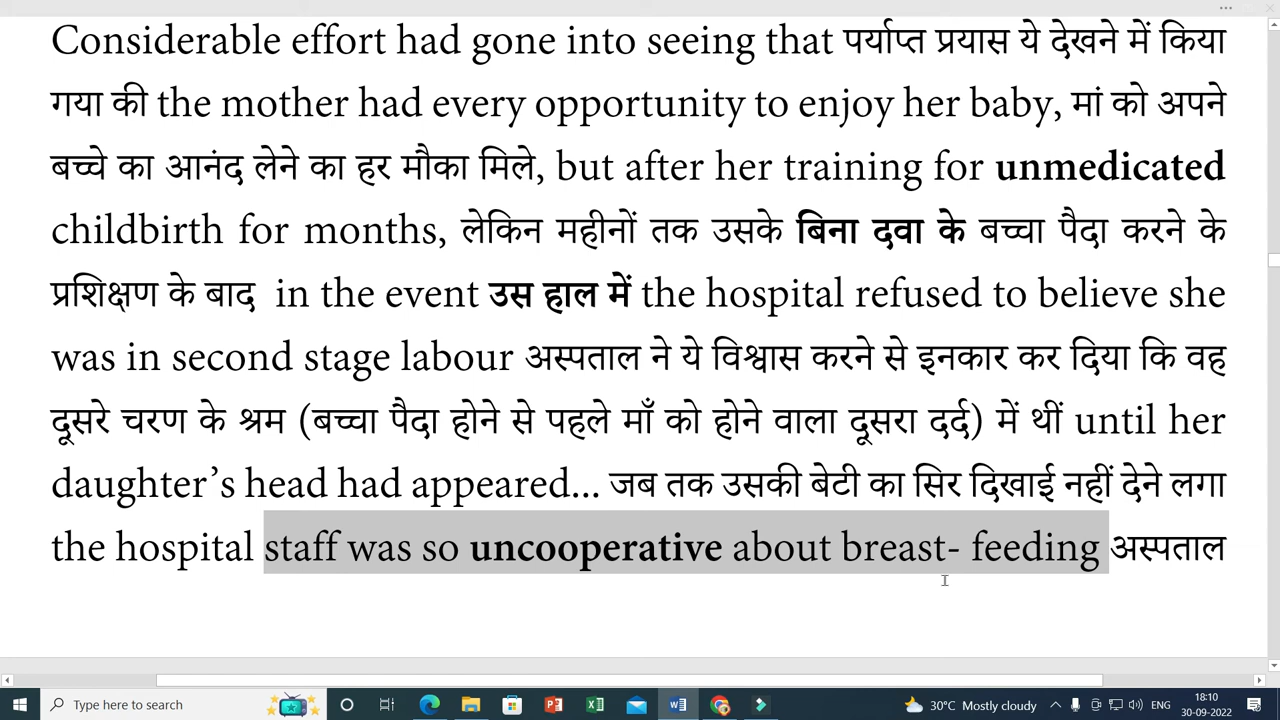 Considerable effort had gone into seeing that पर्याप्त प्रयास ये देखने में किया
गया की the mother had every opportunity to enjoy her baby, मां को अपने
बच्चे का आनंद लेने का हर मौका मिले, but after her training for unmedicated
childbirth for months, लेकिन महीनों तक उसके बिना दवा के बच्चा पैदा करने के
प्रशिक्षण के बाद in the event उस हाल में the hospital refused to believe she
was in second stage labour अस्पताल ने ये विश्वास करने से इनकार कर दिया कि वह
दूसरे चरण के श्रम (बच्चा पैदा होने से पहले माँ को होने वाला दूसरा दर्द) में थीं until her
daughter’s head had appeared... जब तक उसकी बेटी का सिर दिखाई नहीं देने लगा
the hospital staff was so uncooperative about breast- feeding अस्पताल
Type here to search
30°C Mostly cloudy
ENG
18:10
30-09-2022